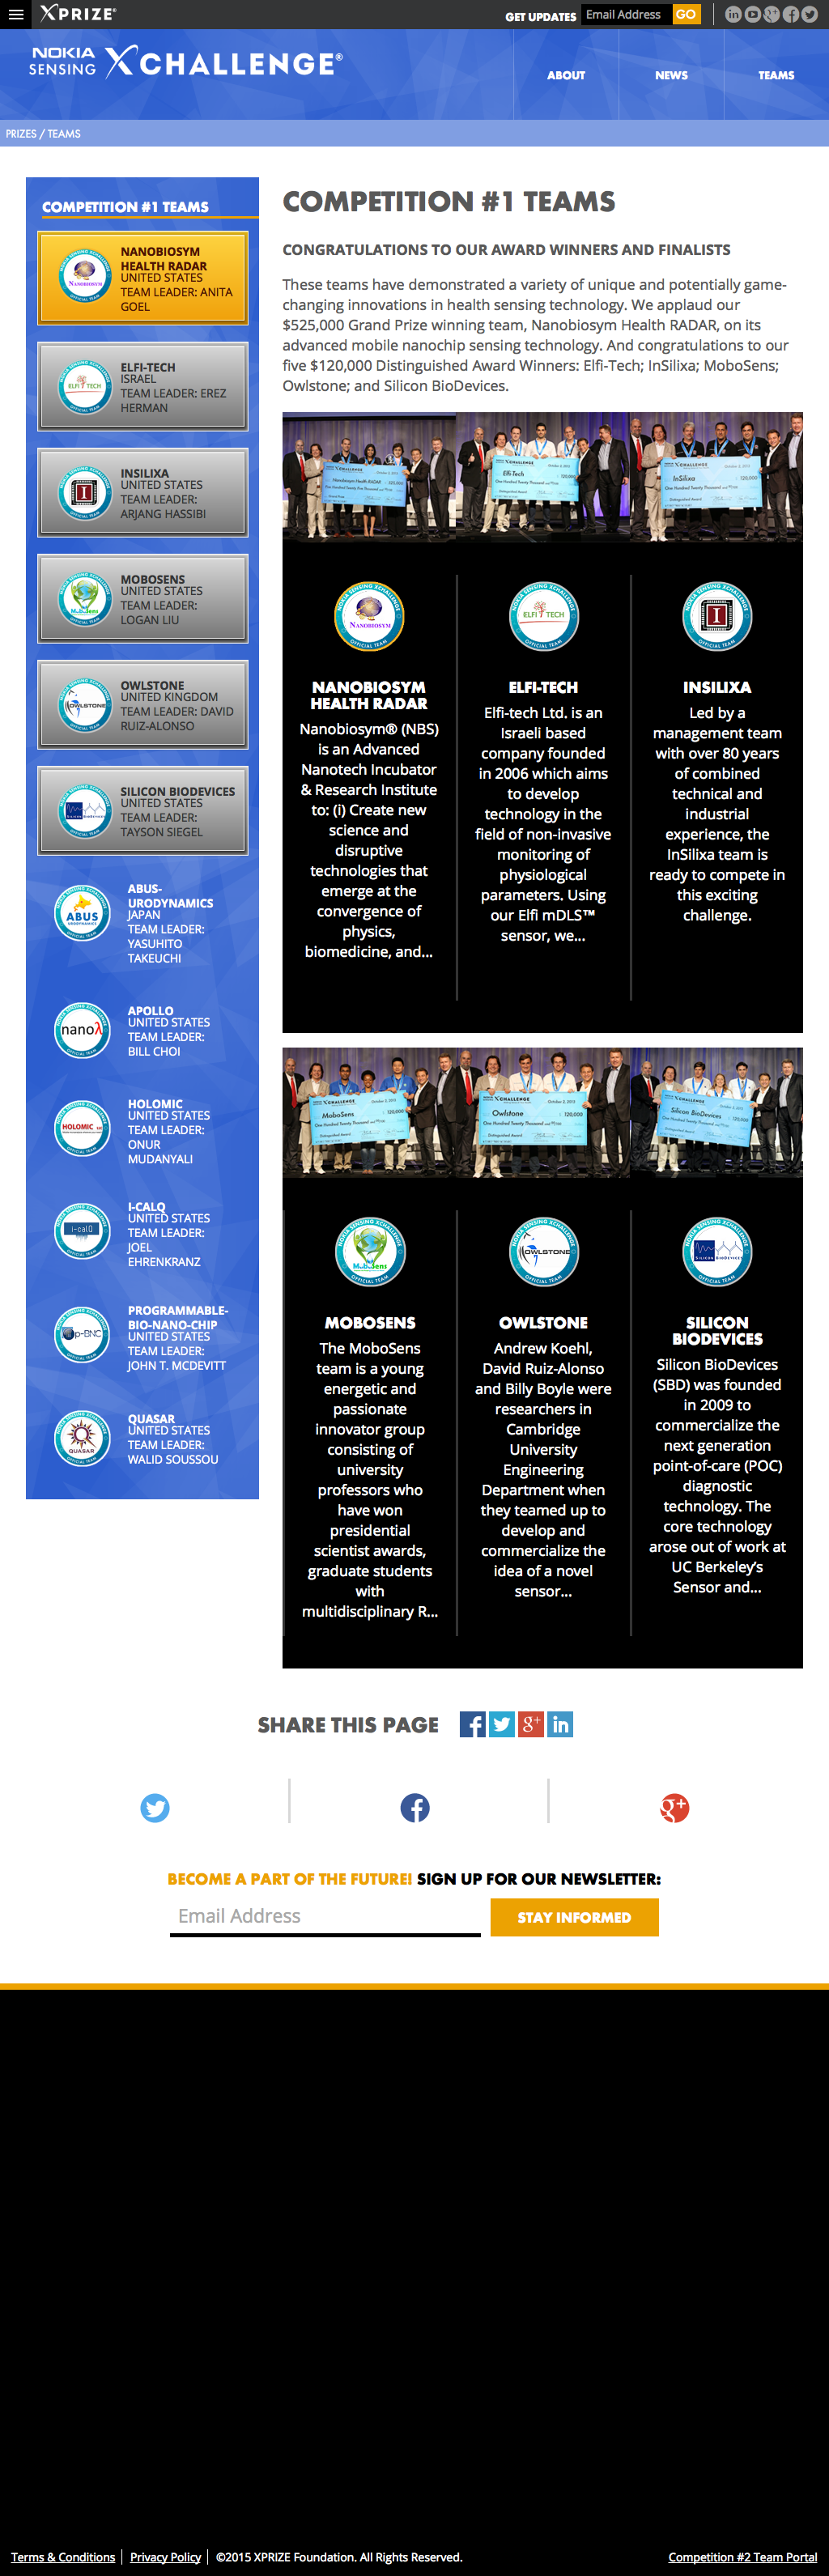 XPRIZE®
GET UPDATES Email Address GO
NOKIA
SENSING XCHALLENGE®
ABOUT NEWS TEAMS
PRIZES / TEAMS
COMPETITION #1 TEAMS
NANOBIOSYM
HEALTH RADAR
UNITED STATES
TEAM LEADER: ANITA
GOEL
ELFI-TECH
ISRAEL
TEAM LEADER: EREZ
HERMAN
INSILIXA
UNITED STATES
TEAM LEADER:
ARJANG HASSIBI
MOBOSENS
UNITED STATES
TEAM LEADER:
LOGAN LIU
OWLSTONE
UNITED KINGDOM
TEAM LEADER: DAVID
RUIZ-ALONSO
SILICON BIODEVICES
UNITED STATES
TEAM LEADER:
TAYSON SIEGEL
ABUS-
URODYNAMICS
JAPAN
TEAM LEADER:
YASUHITO
TAKEUCHI
APOLLO
UNITED STATES
TEAM LEADER:
BILL CHOI
HOLOMIC
UNITED STATES
TEAM LEADER:
ONUR
MUDANYALI
I-CALQ
UNITED STATES
TEAM LEADER:
JOEL
EHRENKRANZ
PROGRAMMABLE-
BIO-NANO-CHIP
UNITED STATES
TEAM LEADER:
JOHN T. MCDEVITT
QUASAR
UNITED STATES
TEAM LEADER:
WALID SOUSSOU
COMPETITION #1 TEAMS
CONGRATULATIONS TO OUR AWARD WINNERS AND FINALISTS
These teams have demonstrated a variety of unique and potentially game-
changing innovations in health sensing technology. We applaud our
$525,000 Grand Prize winning team, Nanobiosym Health RADAR, on its
advanced mobile nanochip sensing technology. And congratulations to our
five $120,000 Distinguished Award Winners: Elfi-Tech; InSilixa; MoboSens;
Owlstone; and Silicon BioDevices.
NANOBIOSYM
HEALTH RADAR
Nanobiosym® (NBS)
is an Advanced
Nanotech Incubator
& Research Institute
to: (i) Create new
science and
disruptive
technologies that
emerge at the
convergence of
physics,
biomedicine, and...
ELFI-TECH
Elfi-tech Ltd. is an
Israeli based
company founded
in 2006 which aims
to develop
technology in the
field of non-invasive
monitoring of
physiological
parameters. Using
our Elfi mDLS™
sensor, we...
INSILIXA
Led by a
management team
with over 80 years
of combined
technical and
industrial
experience, the
InSilixa team is
ready to compete in
this exciting
challenge.
MOBOSENS
The MoboSens
team is a young
energetic and
passionate
innovator group
consisting of
university
professors who
have won
presidential
scientist awards,
graduate students
with
multidisciplinary R...
OWLSTONE
Andrew Koehl,
David Ruiz-Alonso
and Billy Boyle were
researchers in
Cambridge
University
Engineering
Department when
they teamed up to
develop and
commercialize the
idea of a novel
sensor...
SILICON
BIODEVICES
Silicon BioDevices
(SBD) was founded
in 2009 to
commercialize the
next generation
point-of-care (POC)
diagnostic
technology. The
core technology
arose out of work at
UC Berkeley's
Sensor and...
SHARE THIS PAGE
BECOME A PART OF THE FUTURE! SIGN UP FOR OUR NEWSLETTER:
Email Address STAY INFORMED
Terms & Conditions Privacy Policy ©2015 XPRIZE Foundation. All Rights Reserved. Competition #2 Team Portal